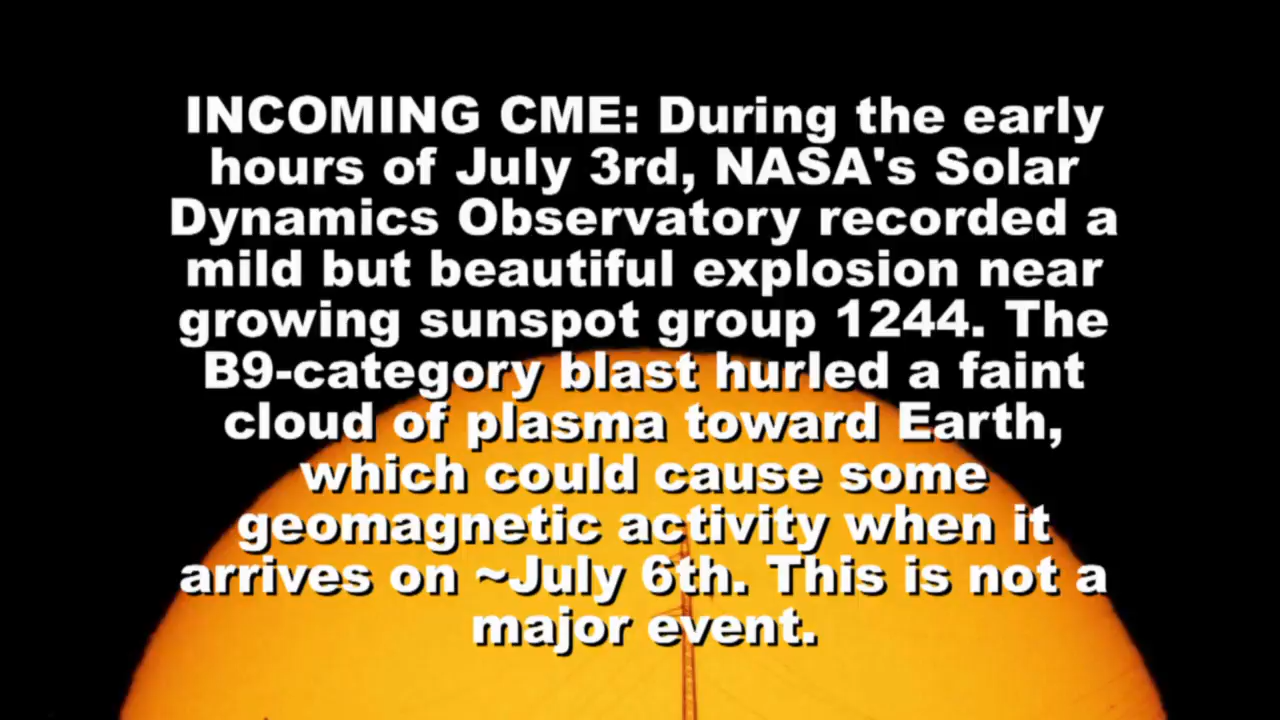 INCOMING CME: During the early
hours of July 3rd, NASA's Solar
Dynamics Observatory recorded a
mild but beautiful explosion near
growing sunspot group 1244. The
B9-category blast hurled a faint
cloud of plasma toward Earth,
which could cause some
geomagnetic activity when it
arrives on ~July 6th. This is not a
major event.